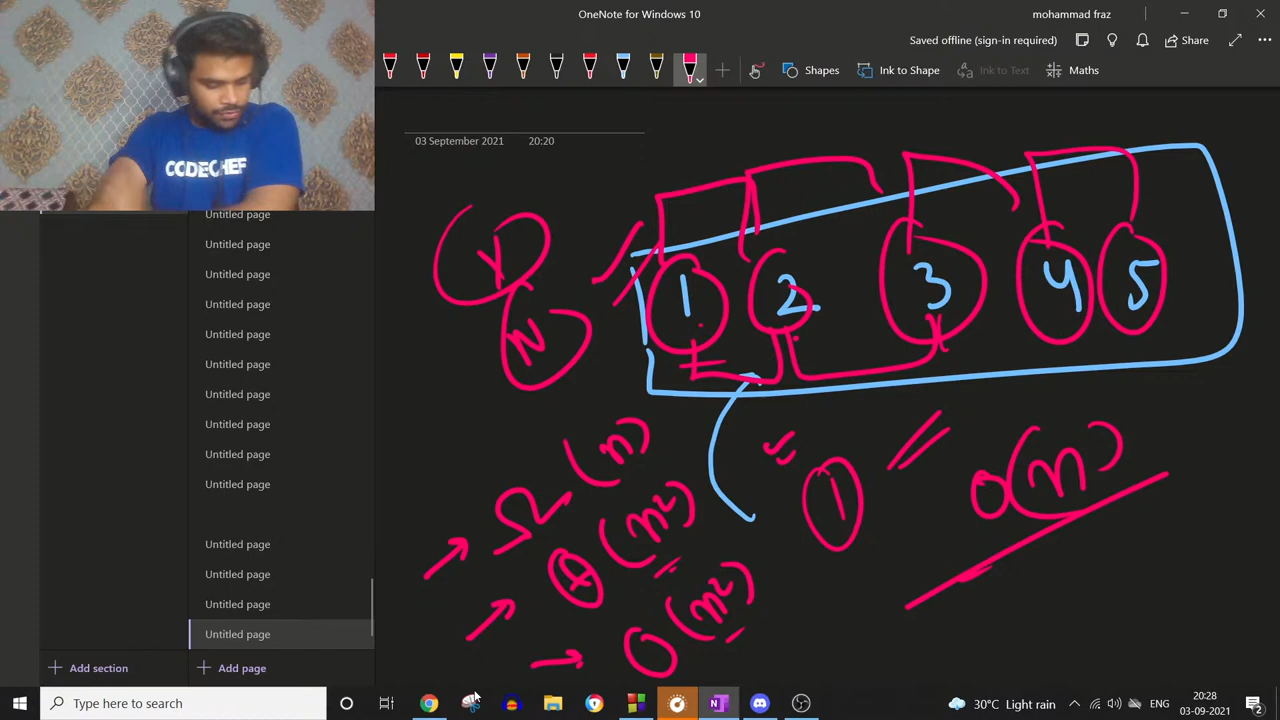 OneNote for Windows 10
mohammad fraz
Saved offline (sign-in required)
Share
Shapes
Ink to Shape
Ink to Text
Maths
03 September 2021
20:20
CODECHEF
Y
N
1 2 3 4 5
Ω(n)
Θ(n²)
O(n²)
1
O(n)
Untitled page
Untitled page
Untitled page
Untitled page
Untitled page
Untitled page
Untitled page
Untitled page
Untitled page
Untitled page
Untitled page
Untitled page
Untitled page
Untitled page
Add section
Add page
Type here to search
30°C Light rain
ENG
20:28
03-09-2021
2